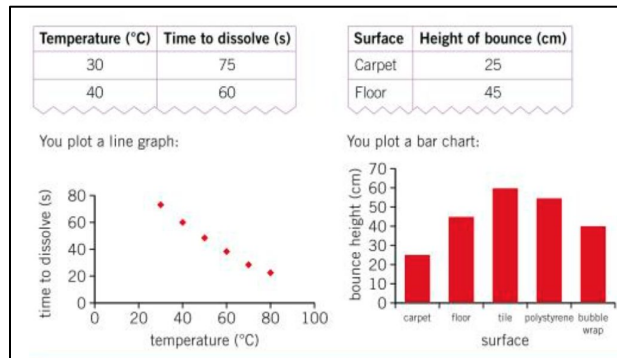 Temperature (°C) Time to dissolve (s)
30 75
40 60
You plot a line graph:
time to dissolve (s)
80
60
40
20
0
0 20 40 60 80 100
temperature (°C)
Surface Height of bounce (cm)
Carpet 25
Floor 45
You plot a bar chart:
bounce height (cm)
70
60
50
40
30
20
10
0
carpet floor tile polystyrene bubble
wrap
surface